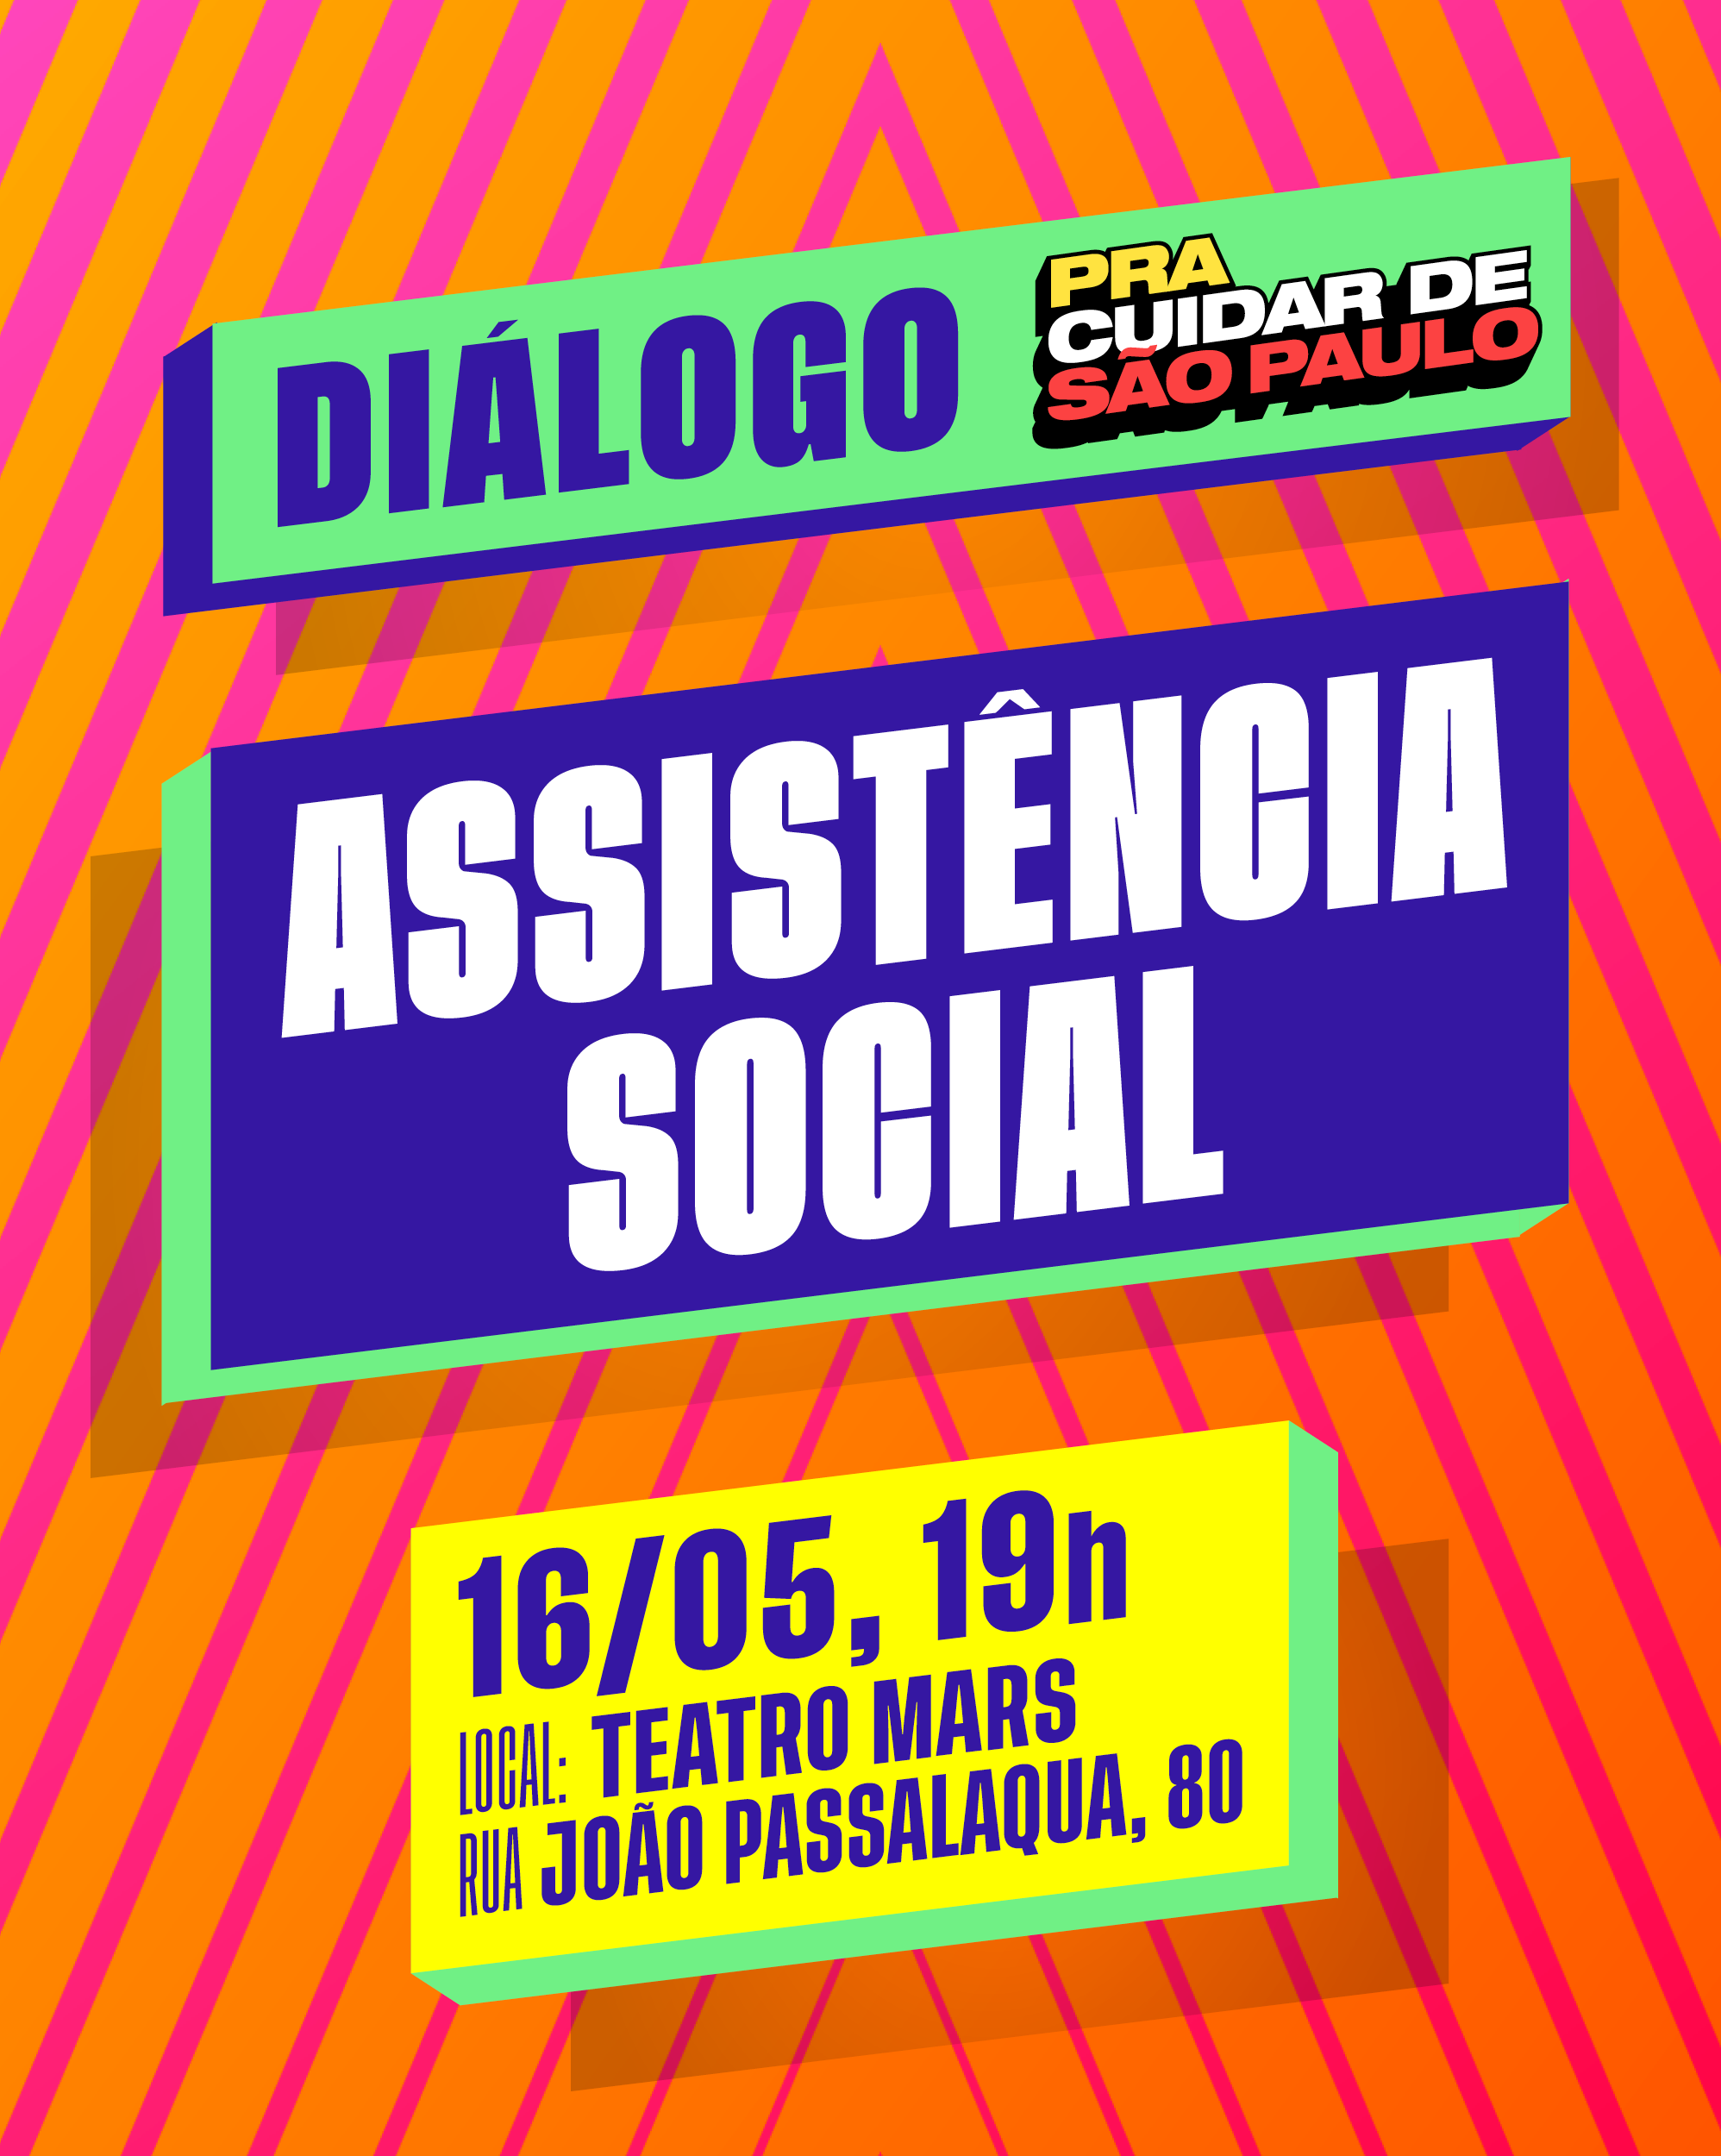 DIÁLOGO
PRA
CUIDAR DE
SÃO PAULO
ASSISTÊNCIA
SOCIAL
16/05, 19h
LOCAL: TEATRO MARS
RUA JOÃO PASSALAQUA, 80